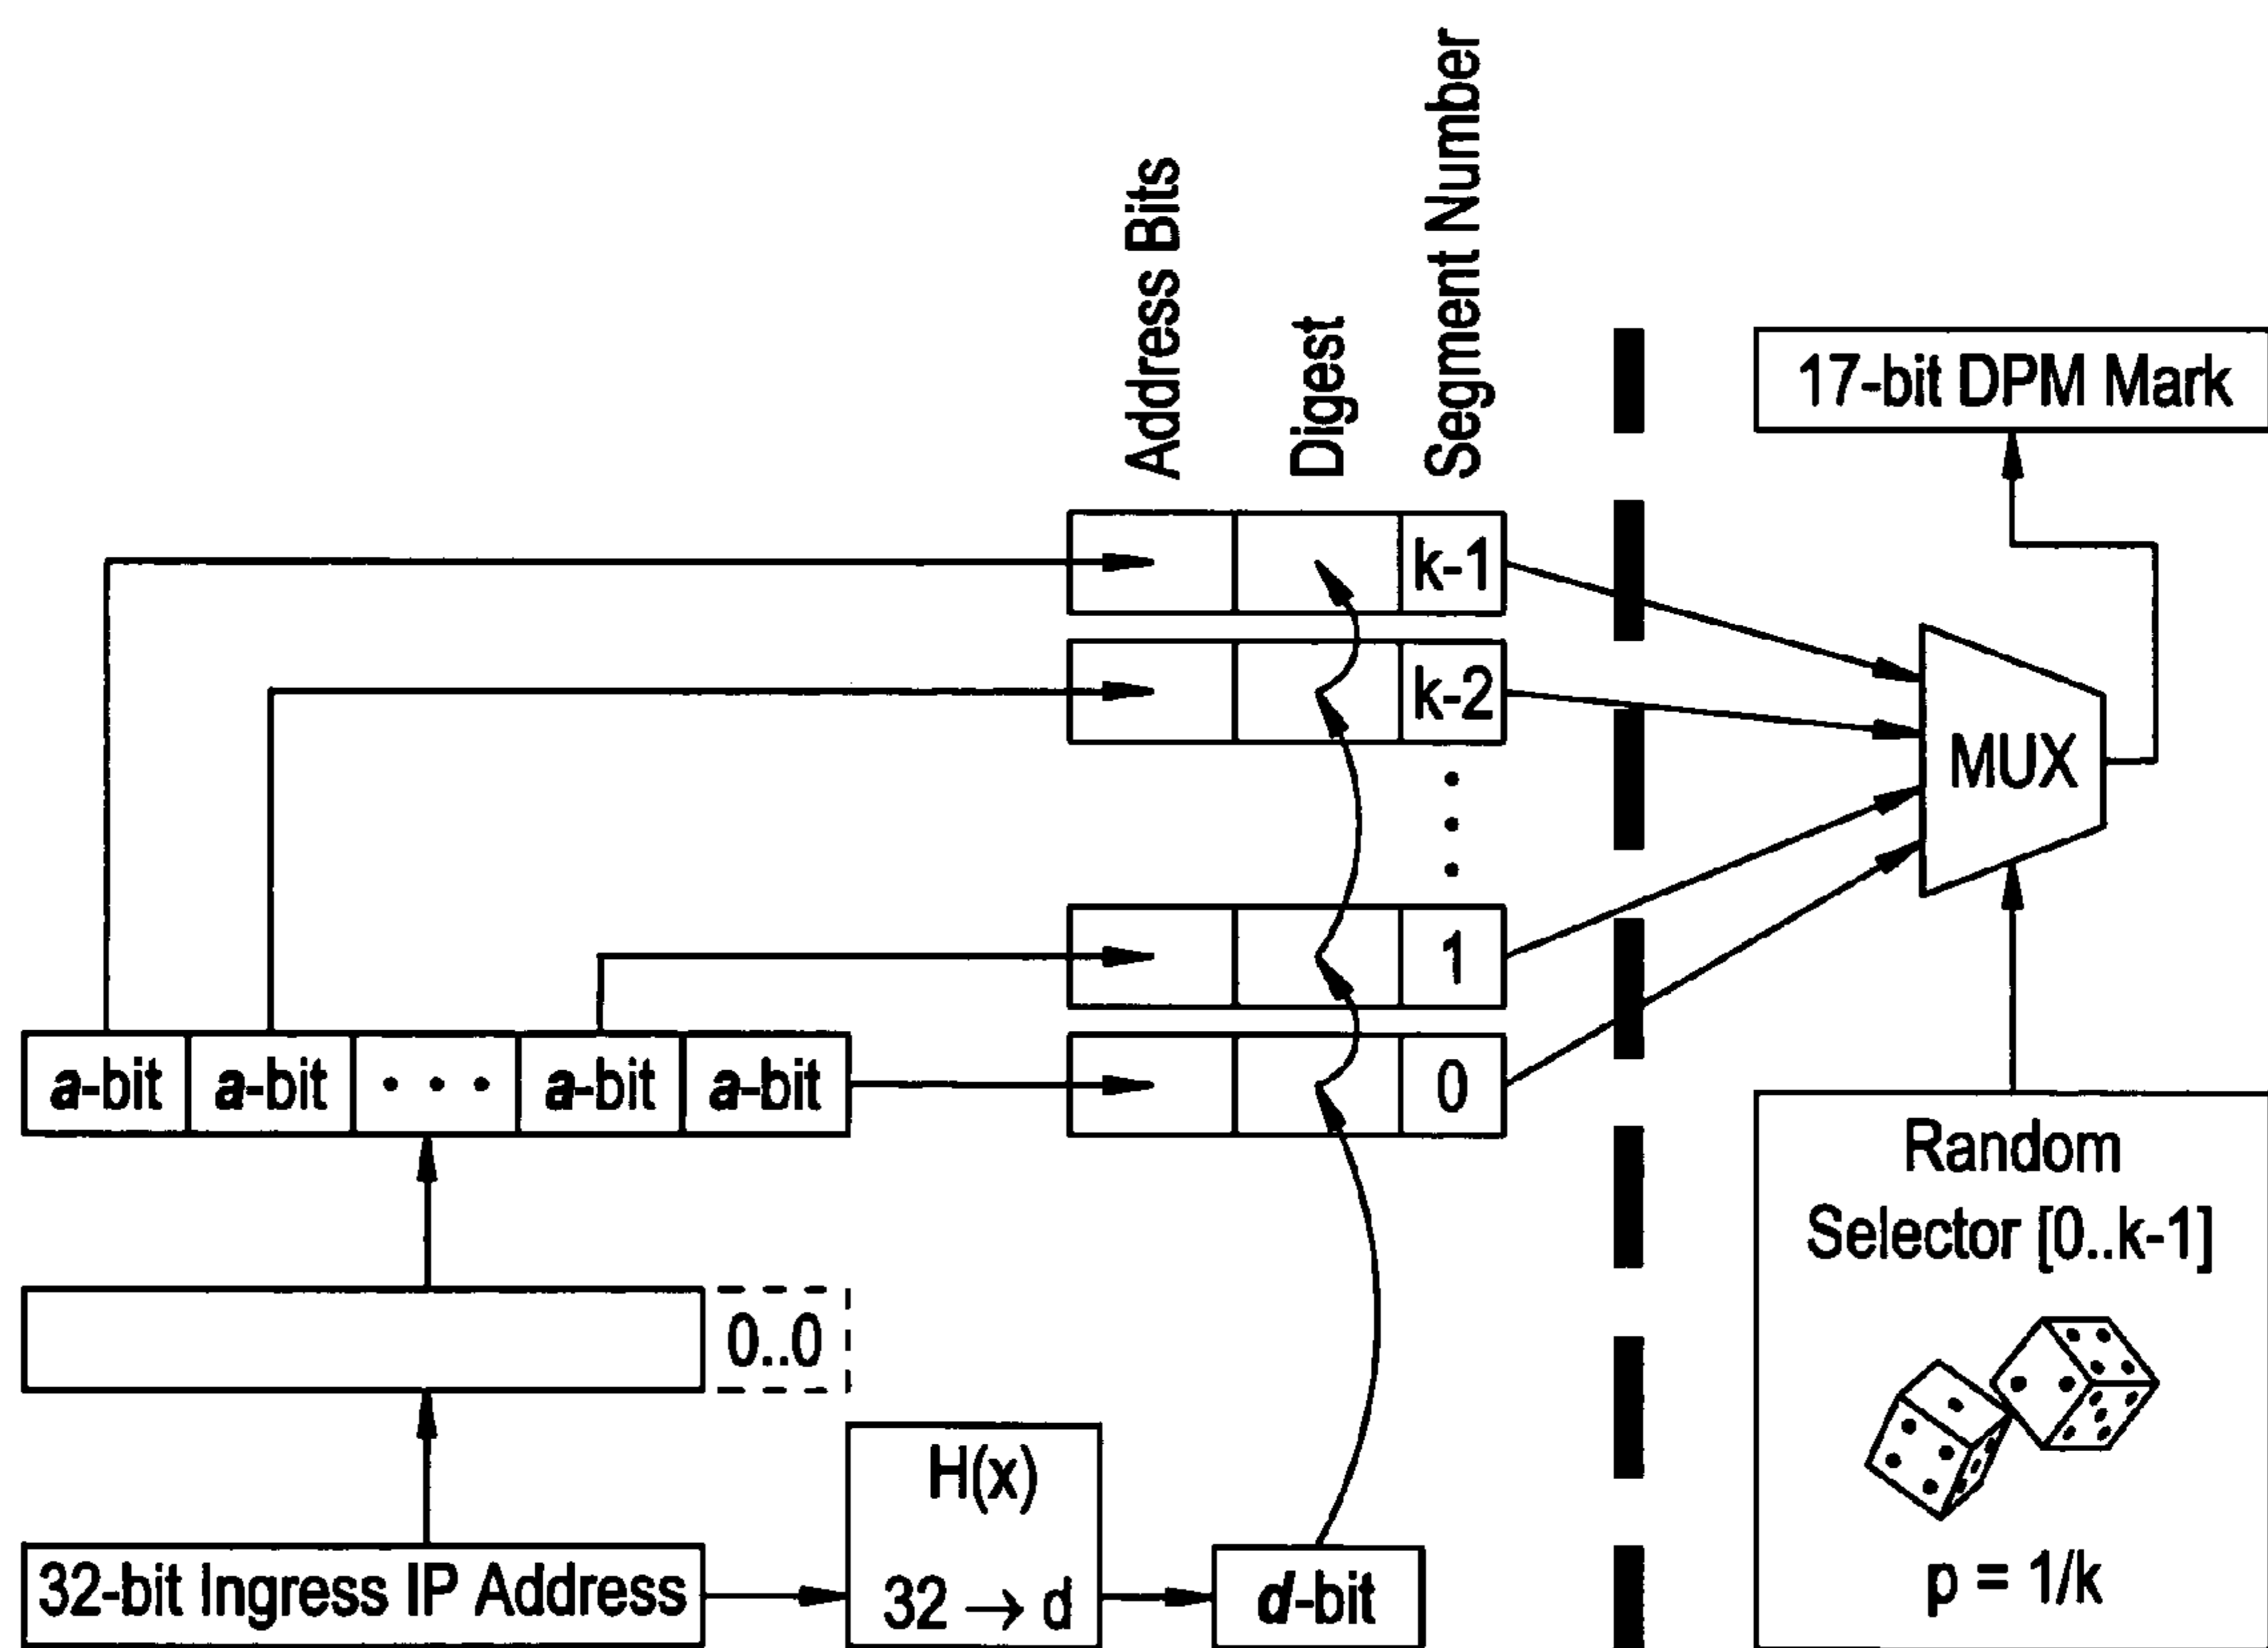 Address Bits
Digest
Segment Number
17-bit DPM Mark
k-1
k-2
MUX
1
0
a-bit a-bit • • • a-bit a-bit
0..0
32-bit Ingress IP Address
H(x)
32 → d
d-bit
Random
Selector [0..k-1]
p = 1/k